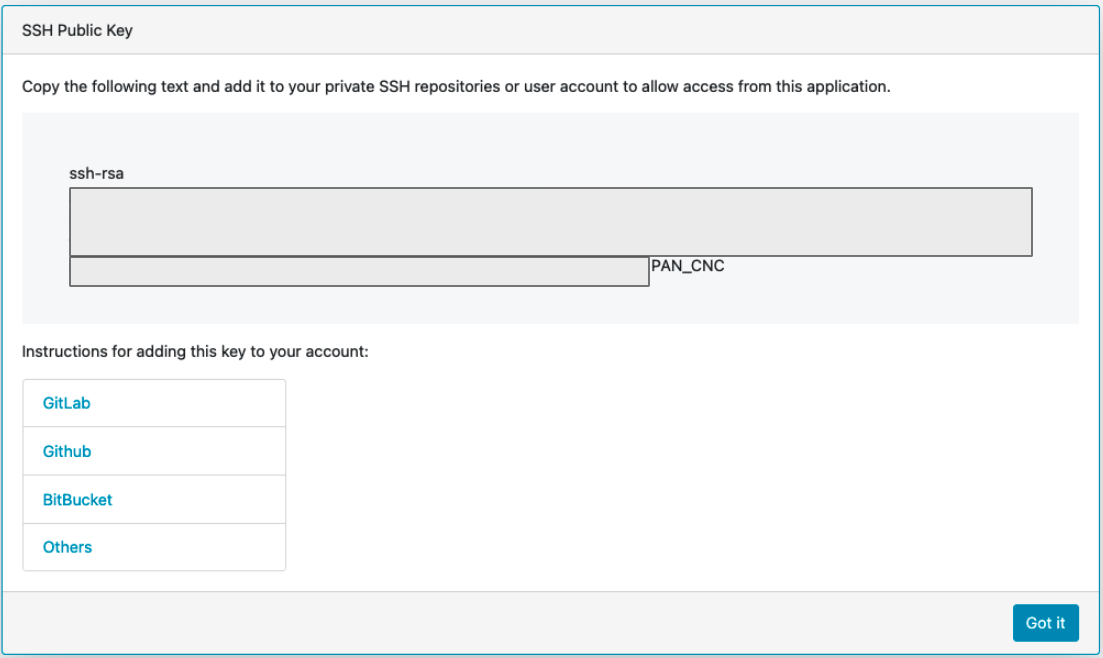 SSH Public Key
Copy the following text and add it to your private SSH repositories or user account to allow access from this application.
ssh-rsa
PAN_CNC
Instructions for adding this key to your account:
GitLab
Github
BitBucket
Others
Got it